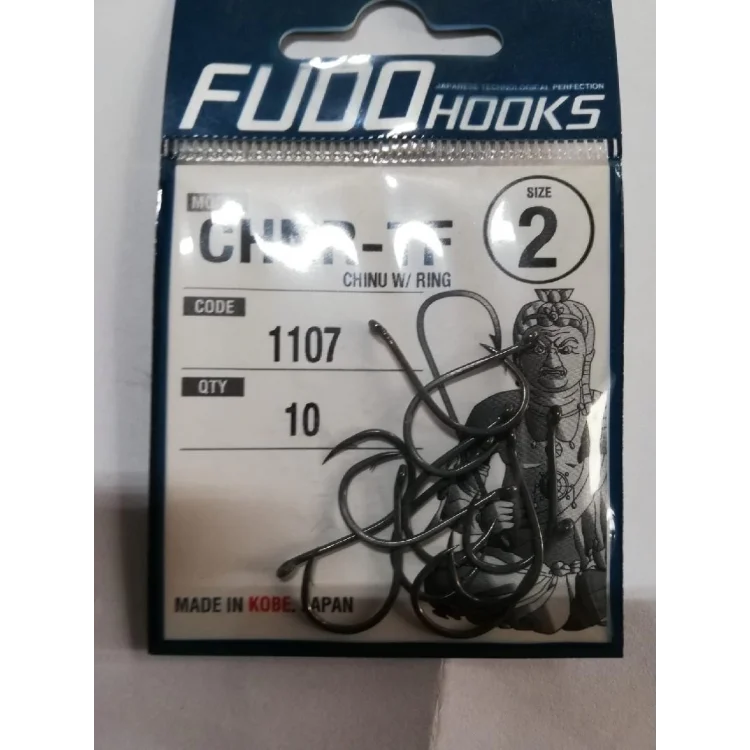 JAPANESE TECHNOLOGICAL PERFECTION
FUDO HOOKS
SIZE
2
CHINU W/ RING
CODE
1107
QTY
10
MADE IN KOBE, JAPAN